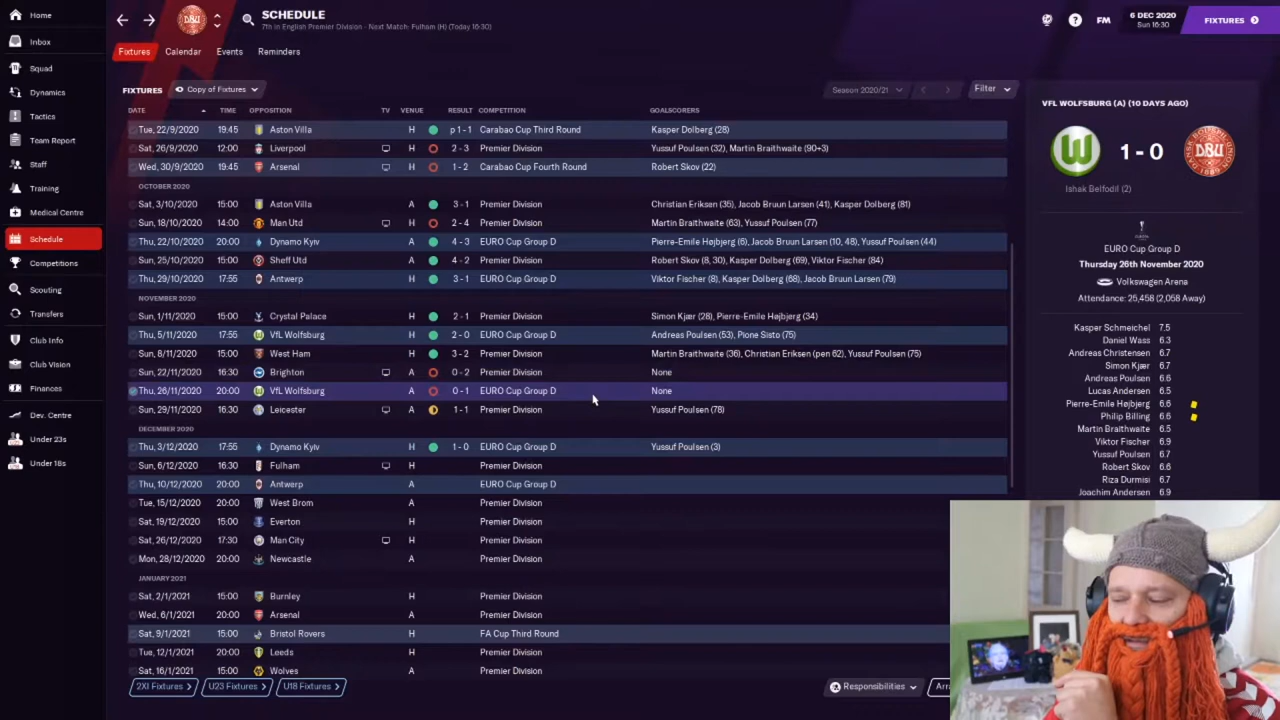 Home
SCHEDULE
7th in English Premier Division - Next Match: Fulham (H) (Today 16:30)
FM
6 DEC 2020
Sun 16:30
FIXTURES
Inbox
Squad
Dynamics
Tactics
Team Report
Staff
Training
Medical Centre
Schedule
Competitions
Scouting
Transfers
Club Info
Club Vision
Finances
Dev. Centre
Under 23s
Under 18s
Fixtures Calendar Events Reminders
FIXTURES Copy of Fixtures Season 2020/21 Filter
DATE TIME OPPOSITION TV VENUE RESULT COMPETITION GOALSCORERS
Tue, 22/9/2020 19:45 Aston Villa H p 1-1 Carabao Cup Third Round Kasper Dolberg (28)
Sat, 26/9/2020 12:00 Liverpool H 2-3 Premier Division Yussuf Poulsen (32), Martin Braithwaite (90+3)
Wed, 30/9/2020 19:45 Arsenal H 1-2 Carabao Cup Fourth Round Robert Skov (22)
OCTOBER 2020
Sat, 3/10/2020 15:00 Aston Villa A 3-1 Premier Division Christian Eriksen (35), Jacob Bruun Larsen (41), Kasper Dolberg (81)
Sun, 18/10/2020 14:00 Man Utd H 2-4 Premier Division Martin Braithwaite (63), Yussuf Poulsen (77)
Thu, 22/10/2020 20:00 Dynamo Kyiv A 4-3 EURO Cup Group D Pierre-Emile Højbjerg (6), Jacob Bruun Larsen (10, 48), Yussuf Poulsen (44)
Sun, 25/10/2020 15:00 Sheff Utd A 4-2 Premier Division Robert Skov (8, 30), Kasper Dolberg (69), Viktor Fischer (84)
Thu, 29/10/2020 17:55 Antwerp H 3-1 EURO Cup Group D Viktor Fischer (8), Kasper Dolberg (68), Jacob Bruun Larsen (79)
NOVEMBER 2020
Sun, 1/11/2020 15:00 Crystal Palace H 2-1 Premier Division Simon Kjær (28), Pierre-Emile Højbjerg (34)
Thu, 5/11/2020 17:55 VfL Wolfsburg H 2-0 EURO Cup Group D Andreas Poulsen (53), Pione Sisto (75)
Sun, 8/11/2020 15:00 West Ham H 3-2 Premier Division Martin Braithwaite (36), Christian Eriksen (pen 62), Yussuf Poulsen (75)
Sun, 22/11/2020 16:30 Brighton A 0-2 Premier Division None
Thu, 26/11/2020 20:00 VfL Wolfsburg A 0-1 EURO Cup Group D None
Sun, 29/11/2020 16:30 Leicester A 1-1 Premier Division Yussuf Poulsen (78)
DECEMBER 2020
Thu, 3/12/2020 17:55 Dynamo Kyiv H 1-0 EURO Cup Group D Yussuf Poulsen (3)
Sun, 6/12/2020 16:30 Fulham H Premier Division
Thu, 10/12/2020 20:00 Antwerp A EURO Cup Group D
Tue, 15/12/2020 20:00 West Brom A Premier Division
Sat, 19/12/2020 15:00 Everton H Premier Division
Sat, 26/12/2020 17:30 Man City H Premier Division
Mon, 28/12/2020 20:00 Newcastle A Premier Division
JANUARY 2021
Sat, 2/1/2021 15:00 Burnley H Premier Division
Wed, 6/1/2021 20:00 Arsenal A Premier Division
Sat, 9/1/2021 15:00 Bristol Rovers H FA Cup Third Round
Tue, 12/1/2021 20:00 Leeds H Premier Division
Sat, 16/1/2021 15:00 Wolves A Premier Division
2XI Fixtures U23 Fixtures U18 Fixtures Responsibilities
VFL WOLFSBURG (A) (10 DAYS AGO)
1 - 0
DBU
Ishak Belfodil (2)
EURO Cup Group D
Thursday 26th November 2020
Volkswagen Arena
Attendance: 25,458 (2,058 Away)
Kasper Schmeichel 7.5
Daniel Wass 6.3
Andreas Christensen 6.7
Simon Kjær 6.7
Andreas Poulsen 6.6
Lucas Andersen 6.5
Pierre-Emile Højbjerg 6.6
Philip Billing 6.6
Martin Braithwaite 6.5
Viktor Fischer 6.9
Yussuf Poulsen 6.7
Robert Skov 6.6
Riza Durmisi 6.7
Joachim Andersen 6.9